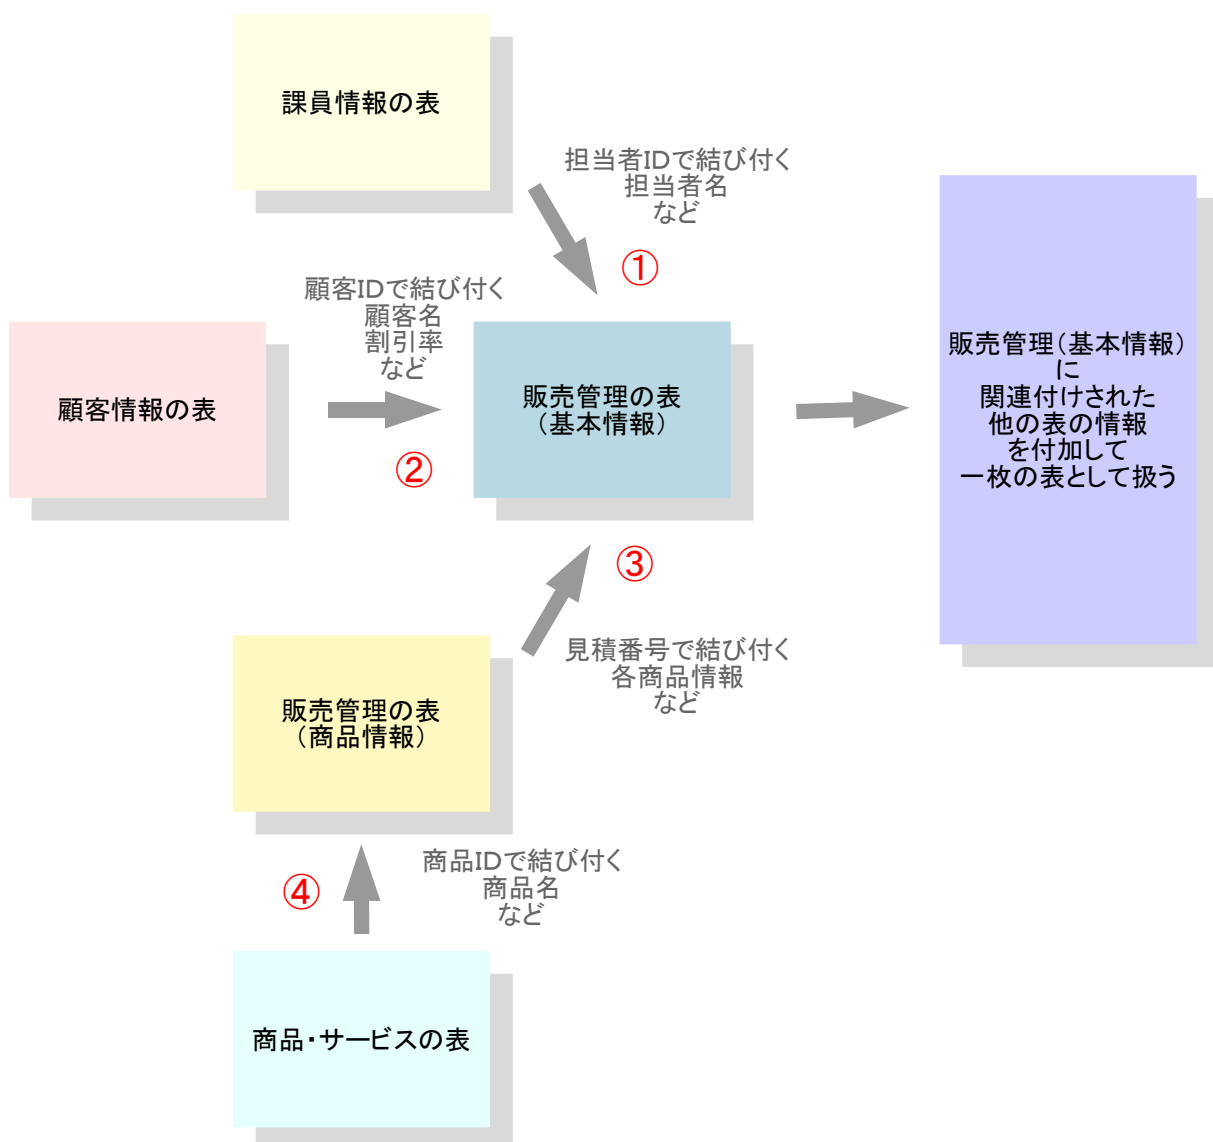 課員情報の表
担当者IDで結び付く
担当者名
など
①
顧客IDで結び付く
顧客名
割引率
など
顧客情報の表
②
販売管理の表
（基本情報）
販売管理（基本情報）
に
関連付けされた
他の表の情報
を付加して
一枚の表として扱う
③
見積番号で結び付く
各商品情報
など
販売管理の表
（商品情報）
④
商品IDで結び付く
商品名
など
商品・サービスの表